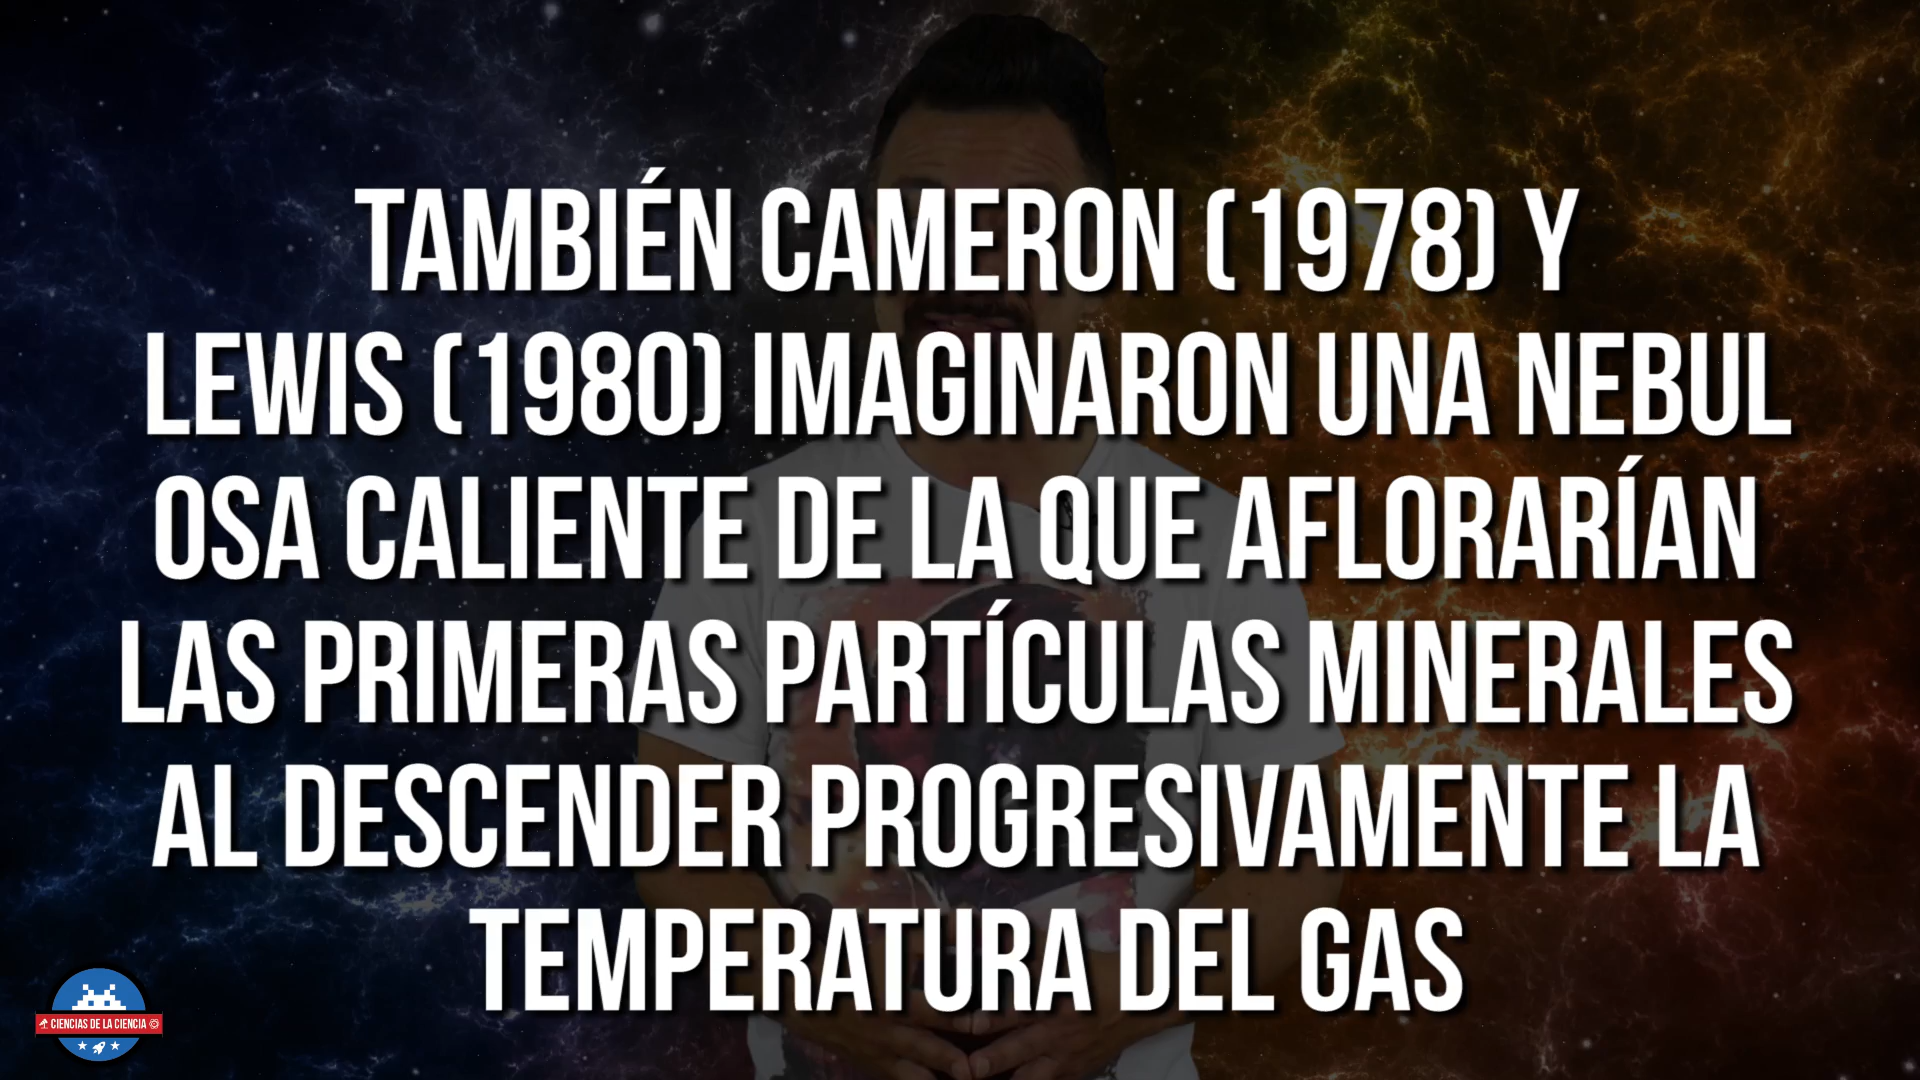 TAMBIÉN CAMERON (1978) Y
LEWIS (1980) IMAGINARON UNA NEBUL
OSA CALIENTE DE LA QUE AFLORARÍAN
LAS PRIMERAS PARTÍCULAS MINERALES
AL DESCENDER PROGRESIVAMENTE LA
TEMPERATURA DEL GAS
CIENCIAS DE LA CIENCIA